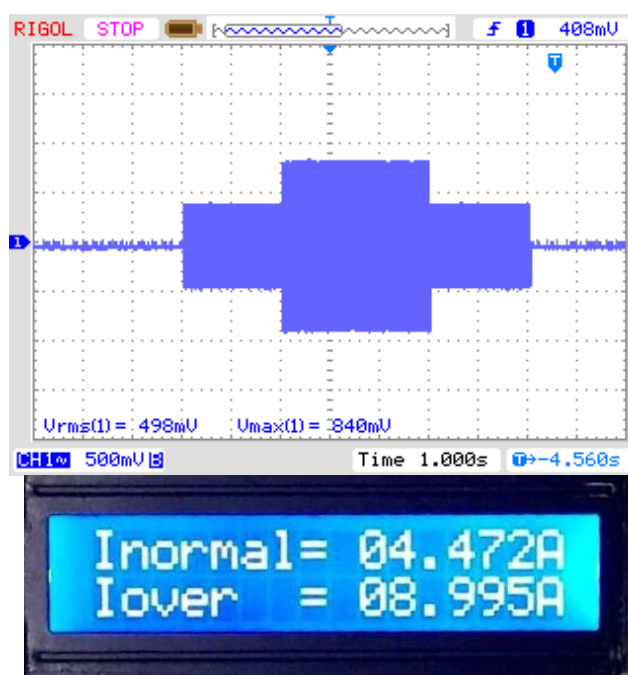 RIGOL STOP T f 1 408mV
T
1
Vrms(1)= 498mV Vmax(1)= 840mV
CH1~ 500mV B Time 1.000s T→-4.560s
Inormal= 04.472A
Iover = 08.995A